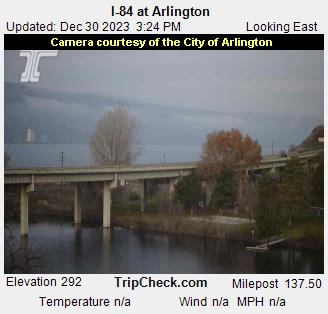 I-84 at Arlington
Updated: Dec 30 2023 3:24 PM Looking East
Camera courtesy of the City of Arlington
Elevation 292 TripCheck.com Milepost 137.50
Temperature n/a Wind n/a MPH n/a